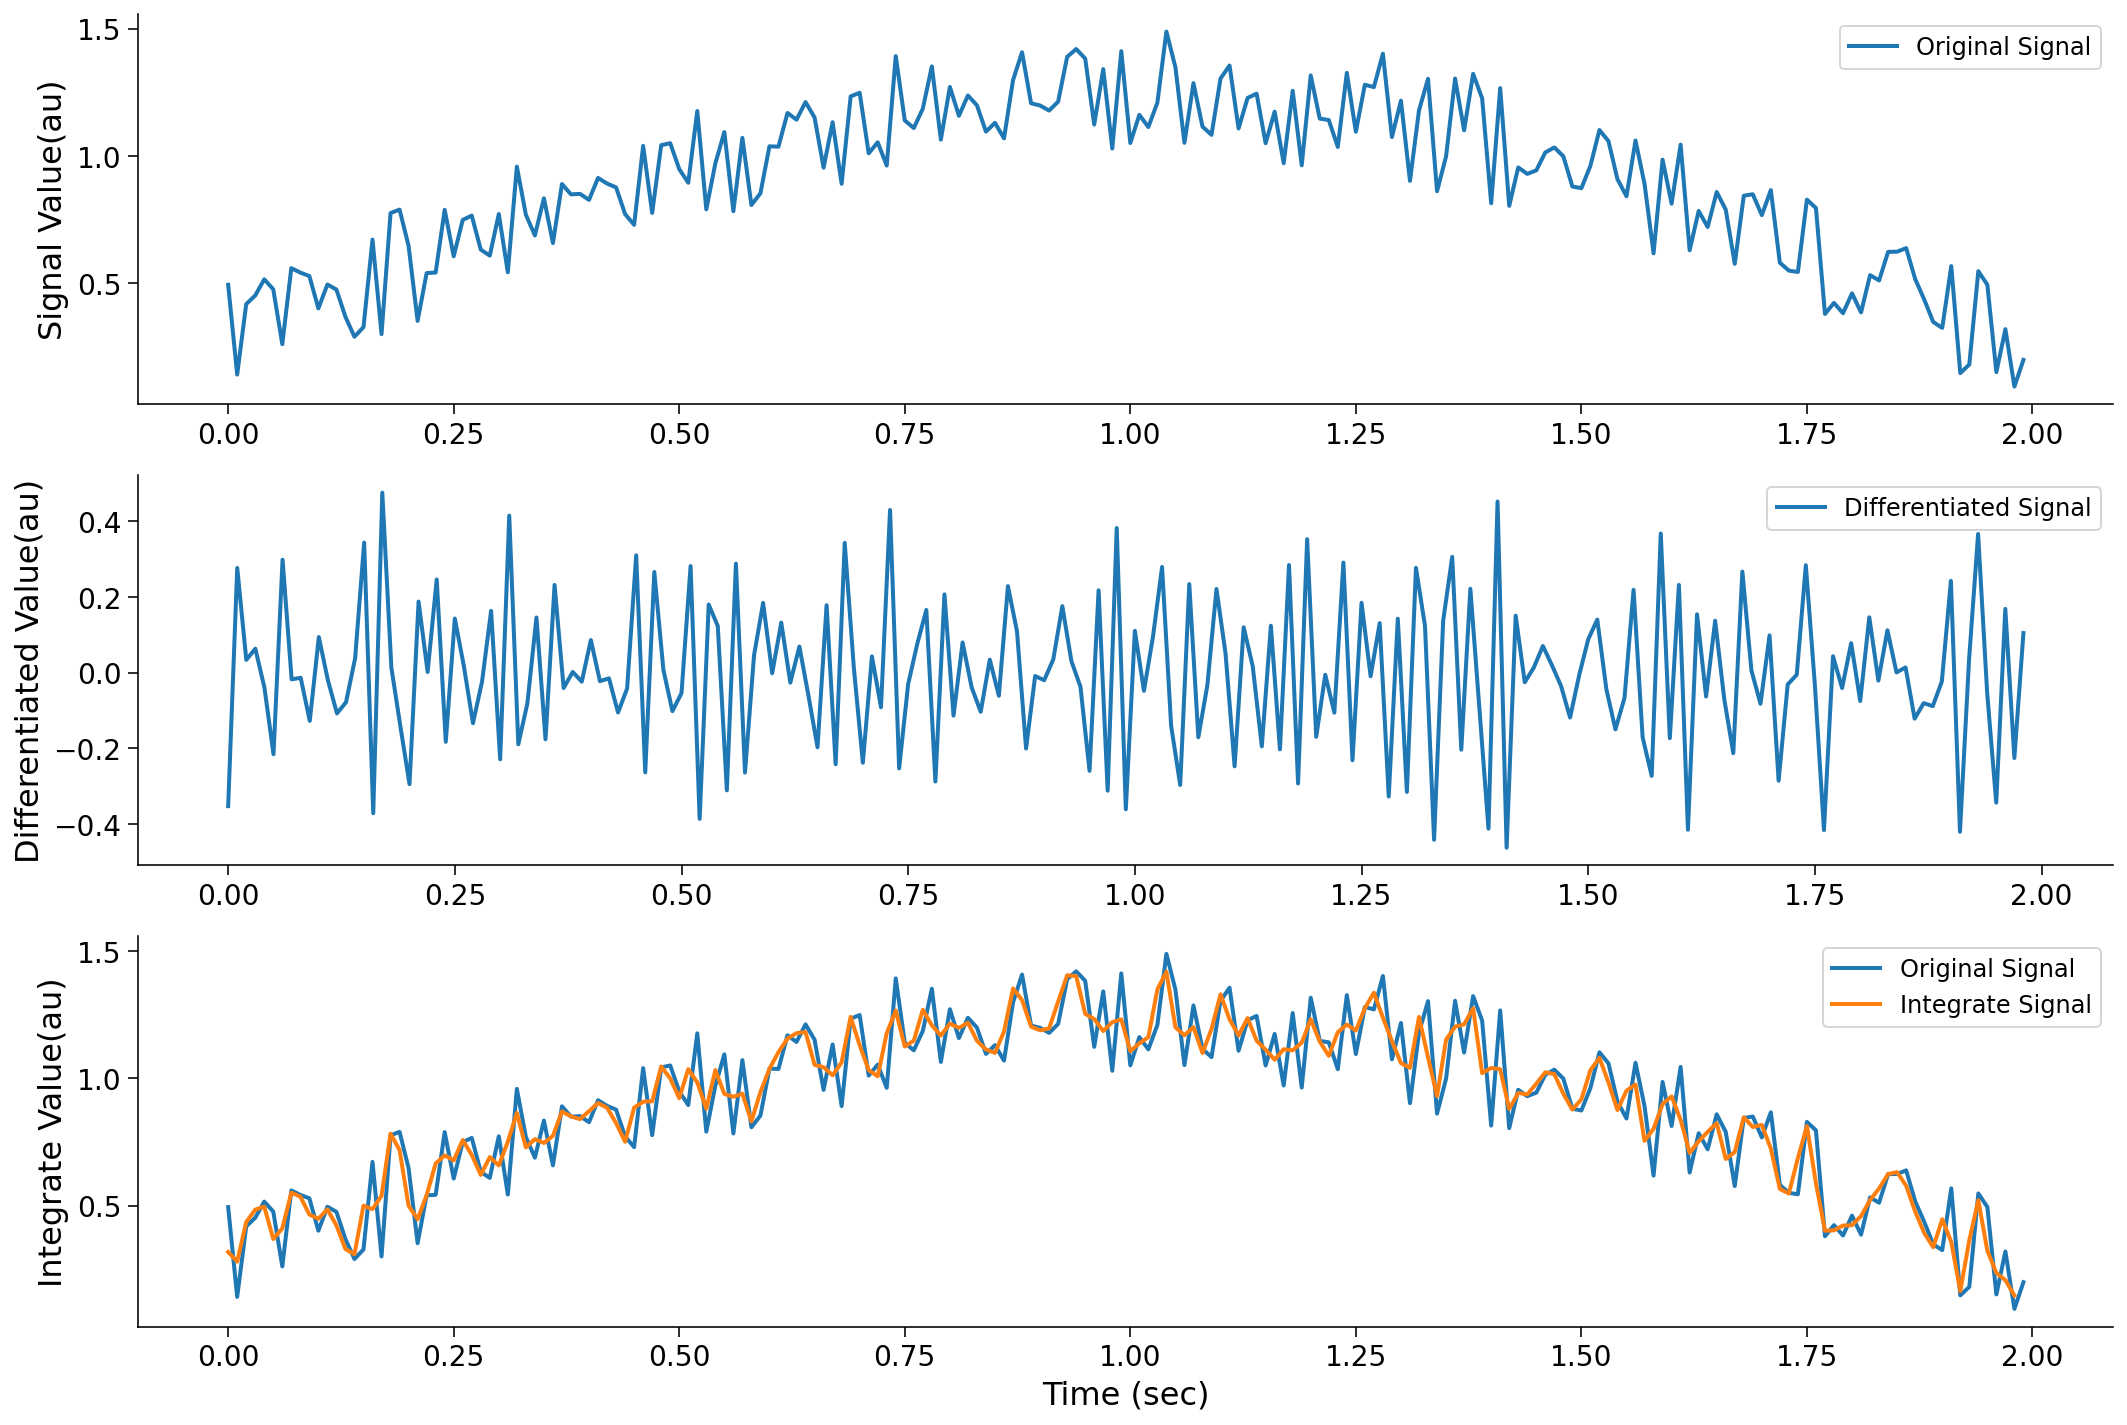 Signal Value(au)
1.5
1.0
0.5
Original Signal
0.00 0.25 0.50 0.75 1.00 1.25 1.50 1.75 2.00
Differentiated Value(au)
0.4
0.2
0.0
−0.2
−0.4
Differentiated Signal
0.00 0.25 0.50 0.75 1.00 1.25 1.50 1.75 2.00
Integrate Value(au)
1.5
1.0
0.5
Original Signal
Integrate Signal
0.00 0.25 0.50 0.75 1.00 1.25 1.50 1.75 2.00
Time (sec)